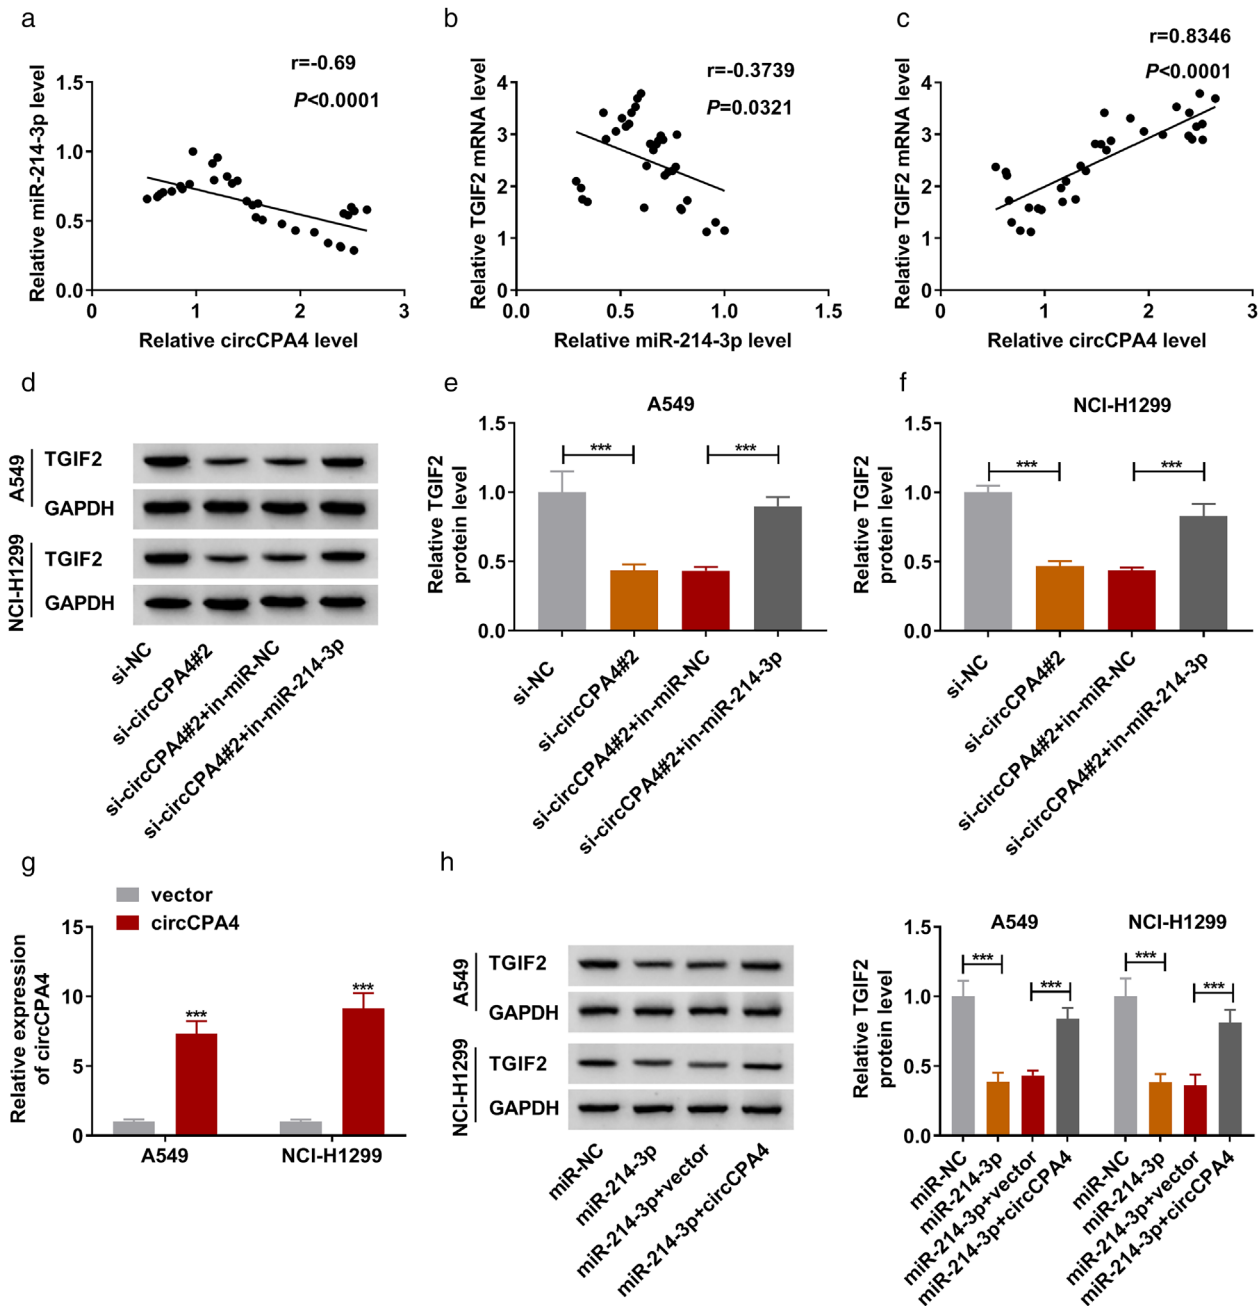 a
r=-0.69
P<0.0001
Relative miR-214-3p level
1.5
1.0
0.5
0.0
0
1
2
3
Relative circCPA4 level
b
r=-0.3739
P=0.0321
Relative TGIF2 mRNA level
4
3
2
1
0
0.0
0.5
1.0
1.5
Relative miR-214-3p level
c
r=0.8346
P<0.0001
Relative TGIF2 mRNA level
4
3
2
1
0
0
1
2
3
Relative circCPA4 level
d
A549
TGIF2
GAPDH
NCI-H1299
TGIF2
GAPDH
si-NC
si-circCPA4#2
si-circCPA4#2+in-miR-NC
si-circCPA4#2+in-miR-214-3p
e
A549
Relative TGIF2
protein level
1.5
1.0
0.5
0.0
***
***
si-NC
si-circCPA4#2
si-circCPA4#2+in-miR-NC
si-circCPA4#2+in-miR-214-3p
f
NCI-H1299
Relative TGIF2
protein level
1.5
1.0
0.5
0.0
***
***
si-NC
si-circCPA4#2
si-circCPA4#2+in-miR-NC
si-circCPA4#2+in-miR-214-3p
g
vector
circCPA4
Relative expression
of circCPA4
15
10
5
0
***
***
A549
NCI-H1299
h
A549
TGIF2
GAPDH
NCI-H1299
TGIF2
GAPDH
miR-NC
miR-214-3p
miR-214-3p+vector
miR-214-3p+circCPA4
A549
NCI-H1299
Relative TGIF2
protein level
1.5
1.0
0.5
0.0
***
***
***
***
miR-NC
miR-214-3p
miR-214-3p+vector
miR-214-3p+circCPA4
miR-NC
miR-214-3p
miR-214-3p+vector
miR-214-3p+circCPA4